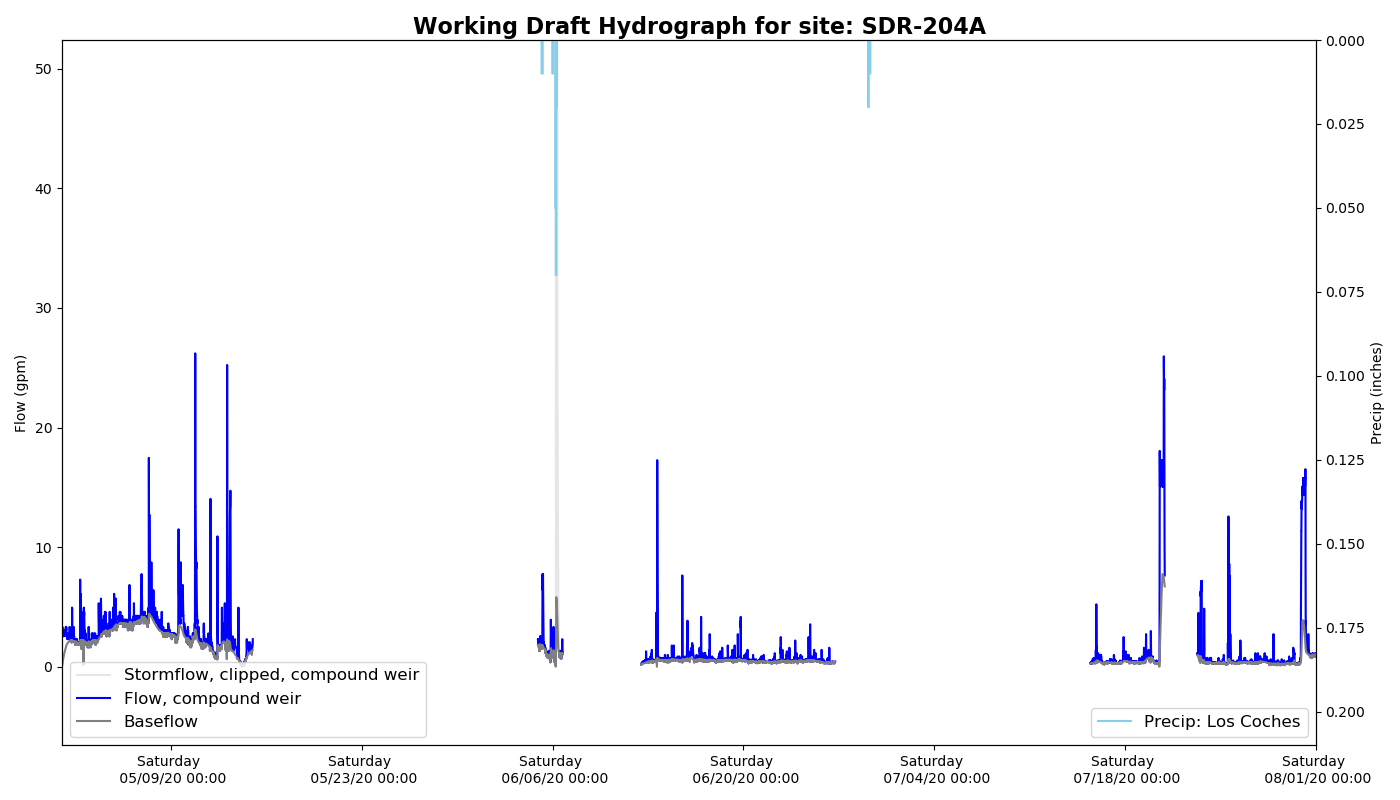 Working Draft Hydrograph for site: SDR-204A
Flow (gpm)
50
40
30
20
10
0
Precip (inches)
0.000
0.025
0.050
0.075
0.100
0.125
0.150
0.175
0.200
Stormflow, clipped, compound weir
Flow, compound weir
Baseflow
Precip: Los Coches
Saturday
05/09/20 00:00
Saturday
05/23/20 00:00
Saturday
06/06/20 00:00
Saturday
06/20/20 00:00
Saturday
07/04/20 00:00
Saturday
07/18/20 00:00
Saturday
08/01/20 00:00